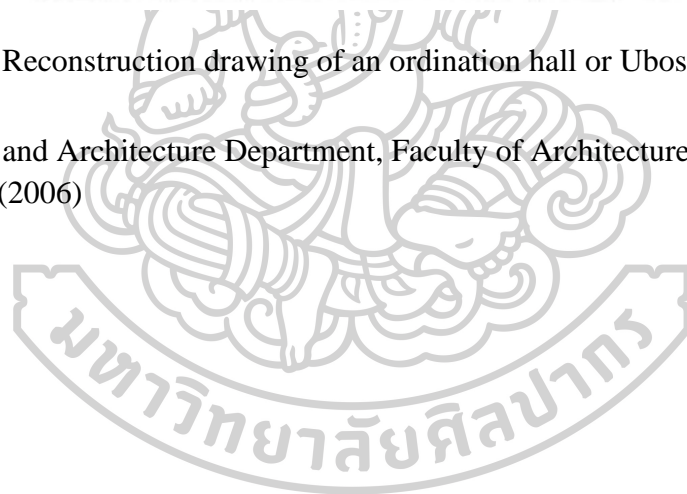 Reconstruction drawing of an ordination hall or Ubos
and Architecture Department, Faculty of Architecture
(2006)
มหาวิทยาลัยศิลปากร